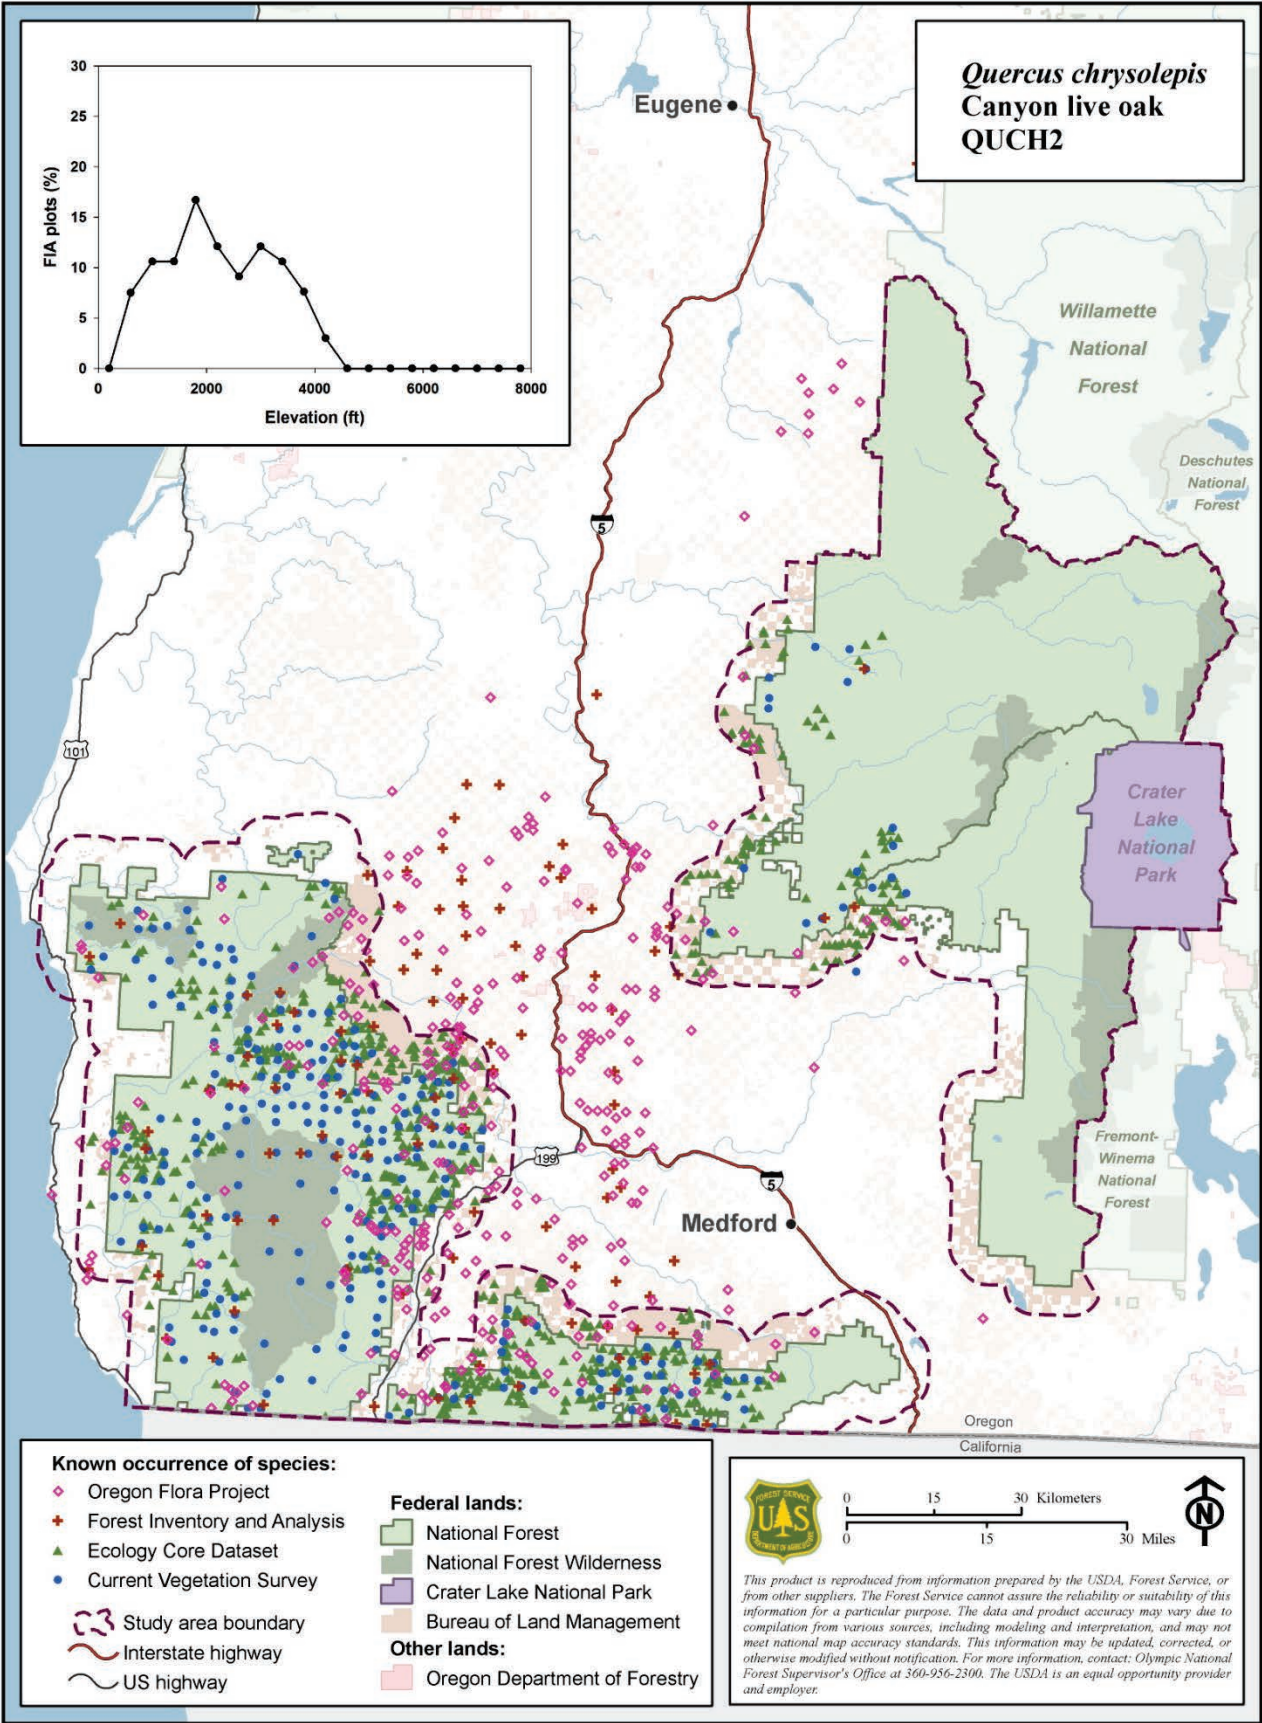 30
25
20
15
10
5
0
FIA plots (%)
0 2000 4000 6000 8000
Elevation (ft)
Quercus chrysolepis
Canyon live oak
QUCH2
Eugene
Willamette
National
Forest
Deschutes
National
Forest
5
101
Crater
Lake
National
Park
199
5
Medford
Fremont-
Winema
National
Forest
Oregon
California
Known occurrence of species:
Oregon Flora Project
Forest Inventory and Analysis
Ecology Core Dataset
Current Vegetation Survey
Study area boundary
Interstate highway
US highway
Federal lands:
National Forest
National Forest Wilderness
Crater Lake National Park
Bureau of Land Management
Other lands:
Oregon Department of Forestry
FOREST SERVICE
U S
DEPARTMENT OF AGRICULTURE
0 15 30 Kilometers
0 15 30 Miles
N
This product is reproduced from information prepared by the USDA, Forest Service, or
from other suppliers. The Forest Service cannot assure the reliability or suitability of this
information for a particular purpose. The data and product accuracy may vary due to
compilation from various sources, including modeling and interpretation, and may not
meet national map accuracy standards. This information may be updated, corrected, or
otherwise modified without notification. For more information, contact: Olympic National
Forest Supervisor's Office at 360-956-2300. The USDA is an equal opportunity provider
and employer.